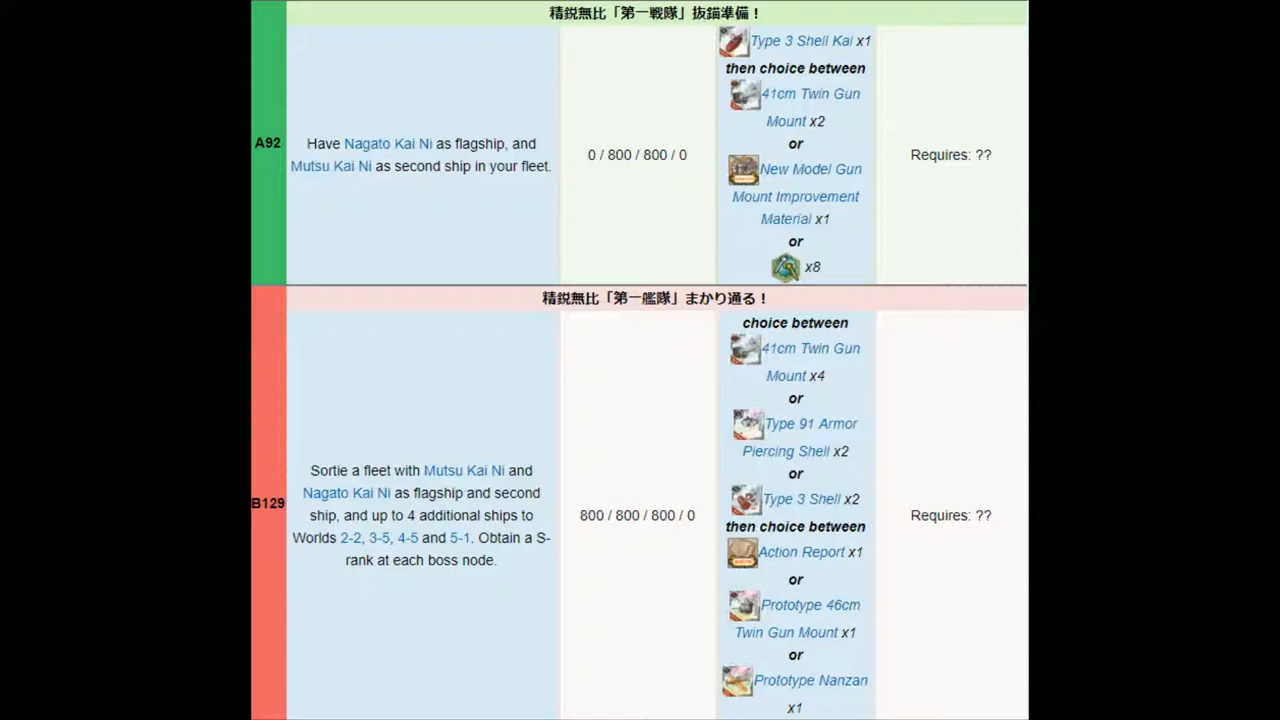 精鋭無比「第一戦隊」抜錨準備！
A92
Have Nagato Kai Ni as flagship, and
Mutsu Kai Ni as second ship in your fleet.
0 / 800 / 800 / 0
Type 3 Shell Kai x1
then choice between
41cm Twin Gun
Mount x2
or
New Model Gun
Mount Improvement
Material x1
or
x8
Requires: ??
精鋭無比「第一艦隊」まかり通る！
B129
Sortie a fleet with Mutsu Kai Ni and
Nagato Kai Ni as flagship and second
ship, and up to 4 additional ships to
Worlds 2-2, 3-5, 4-5 and 5-1. Obtain a S-
rank at each boss node.
800 / 800 / 800 / 0
choice between
41cm Twin Gun
Mount x4
or
Type 91 Armor
Piercing Shell x2
or
Type 3 Shell x2
then choice between
Action Report x1
or
Prototype 46cm
Twin Gun Mount x1
or
Prototype Nanzan
x1
Requires: ??